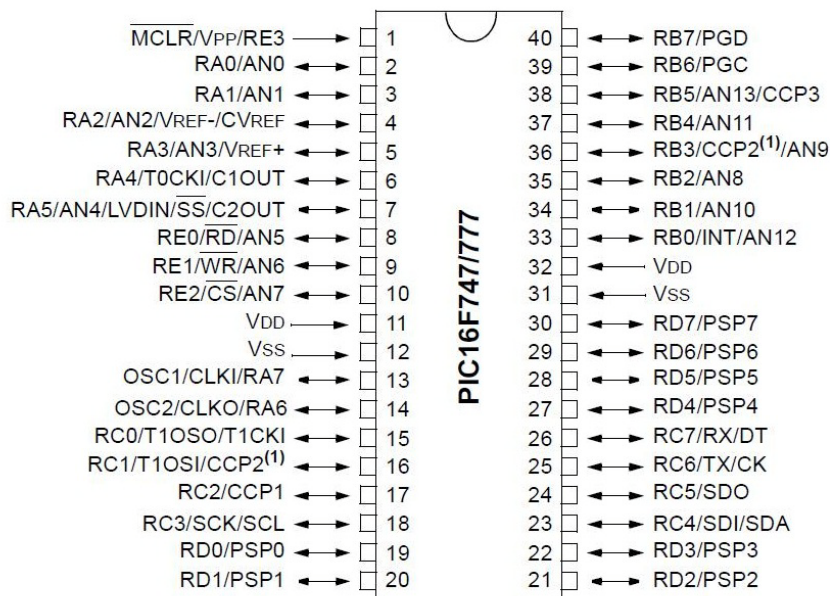 MCLR/VPP/RE3 1 40 RB7/PGD
RA0/AN0 2 39 RB6/PGC
RA1/AN1 3 38 RB5/AN13/CCP3
RA2/AN2/VREF-/CVREF 4 37 RB4/AN11
RA3/AN3/VREF+ 5 36 RB3/CCP2(1)/AN9
RA4/T0CKI/C1OUT 6 35 RB2/AN8
RA5/AN4/LVDIN/SS/C2OUT 7 34 RB1/AN10
RE0/RD/AN5 8 33 RB0/INT/AN12
RE1/WR/AN6 9 32 VDD
RE2/CS/AN7 10 31 VSS
VDD 11 30 RD7/PSP7
VSS 12 29 RD6/PSP6
OSC1/CLKI/RA7 13 28 RD5/PSP5
OSC2/CLKO/RA6 14 27 RD4/PSP4
RC0/T1OSO/T1CKI 15 26 RC7/RX/DT
RC1/T1OSI/CCP2(1) 16 25 RC6/TX/CK
RC2/CCP1 17 24 RC5/SDO
RC3/SCK/SCL 18 23 RC4/SDI/SDA
RD0/PSP0 19 22 RD3/PSP3
RD1/PSP1 20 21 RD2/PSP2
PIC16F747/777